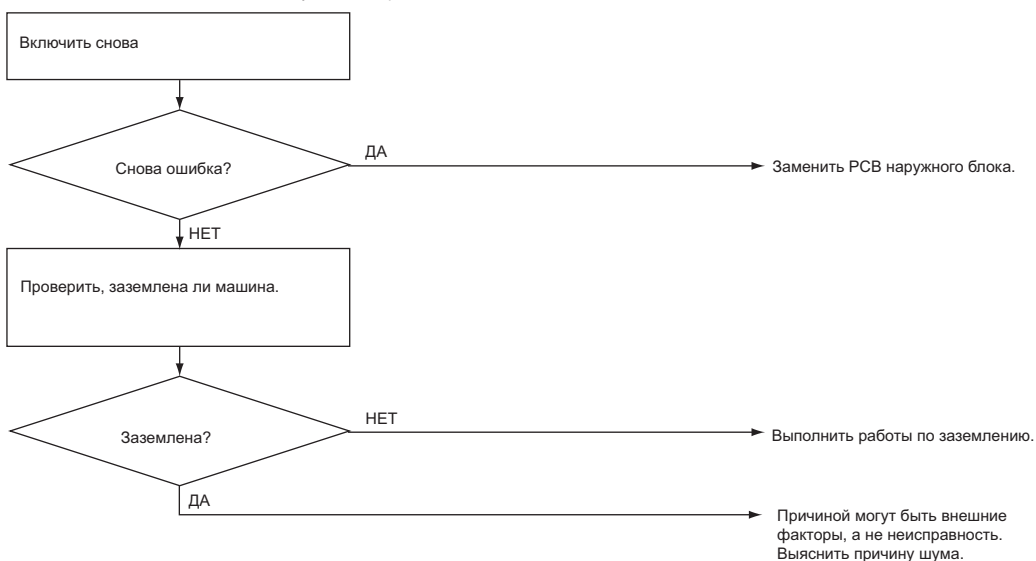 Включить снова
Снова ошибка?
ДА
Заменить PCB наружного блока.
НЕТ
Проверить, заземлена ли машина.
Заземлена?
НЕТ
Выполнить работы по заземлению.
ДА
Причиной могут быть внешние
факторы, а не неисправность.
Выяснить причину шума.